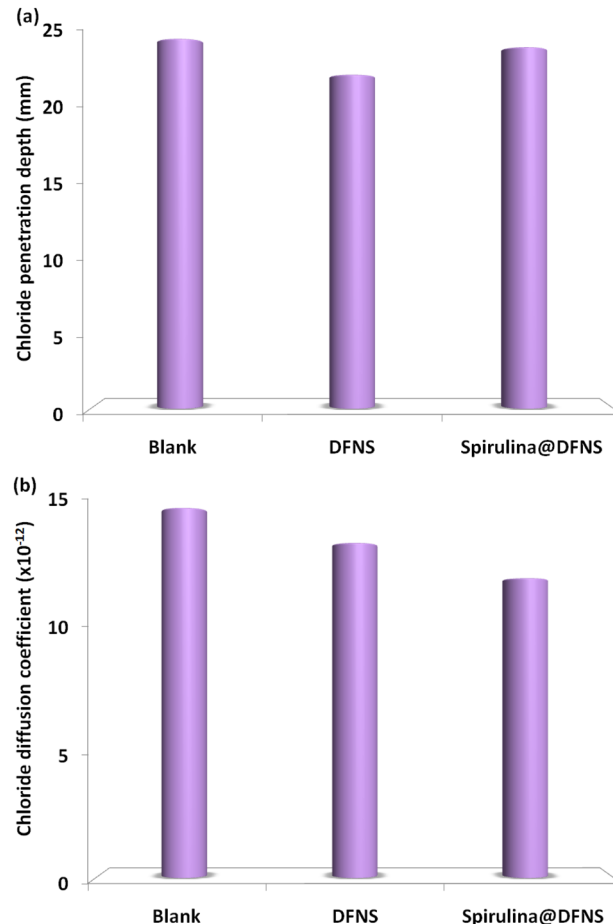 (a)
Chloride penetration depth (mm)
25
20
15
10
5
0
Blank DFNS Spirulina@DFNS
(b)
Chloride diffusion coefficient (x10⁻¹²)
15
10
5
0
Blank DFNS Spirulina@DFNS